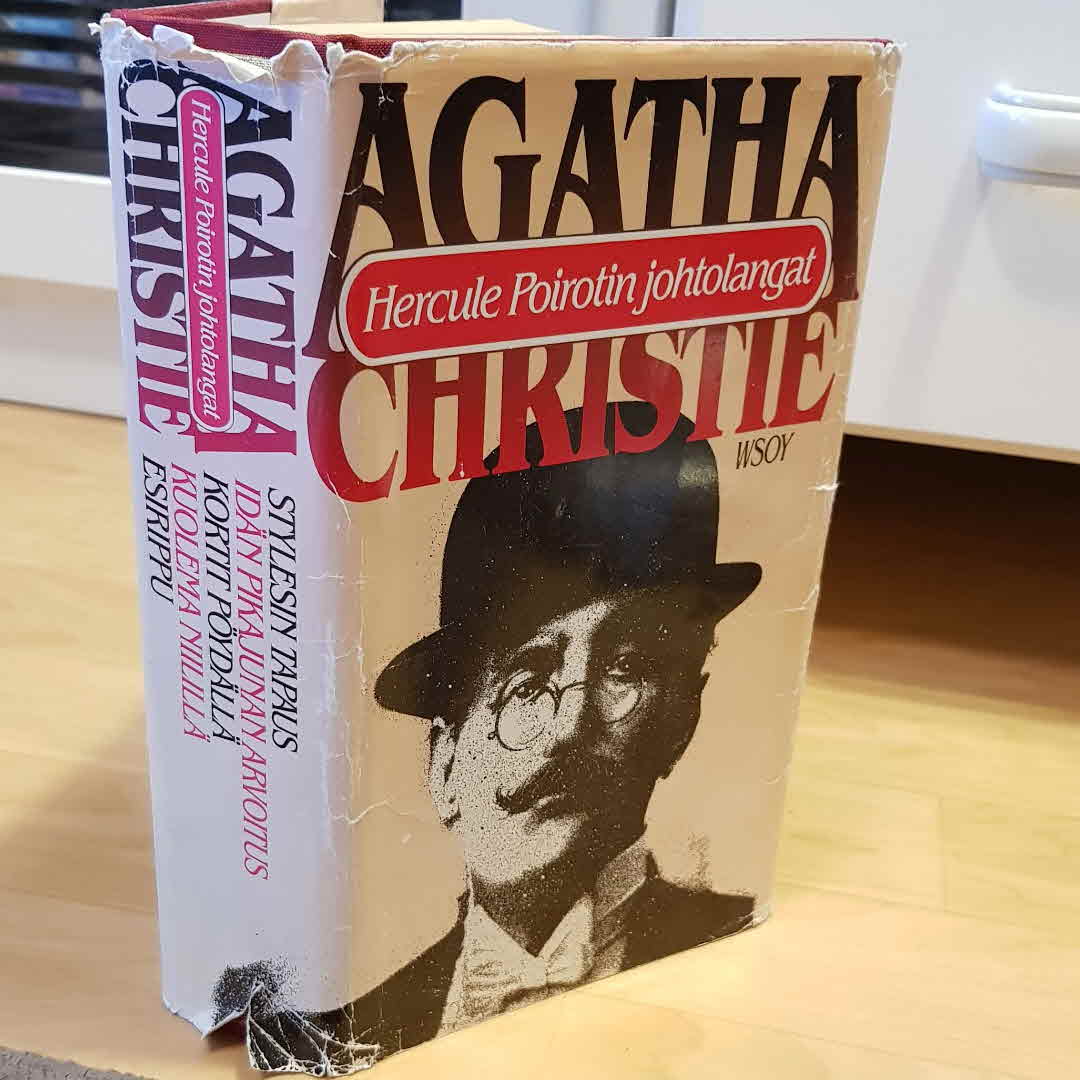 AGATHA
CHRISTIE
Hercule Poirotin johtolangat
STYLESIN TAPAUS
IDÄN PIKAJUNAN ARVOITUS
KORTIT PÖYDÄLLÄ
KUOLEMA NIILILLÄ
ESIRIPPU
AGATHA
Hercule Poirotin johtolangat
CHRISTIE
WSOY